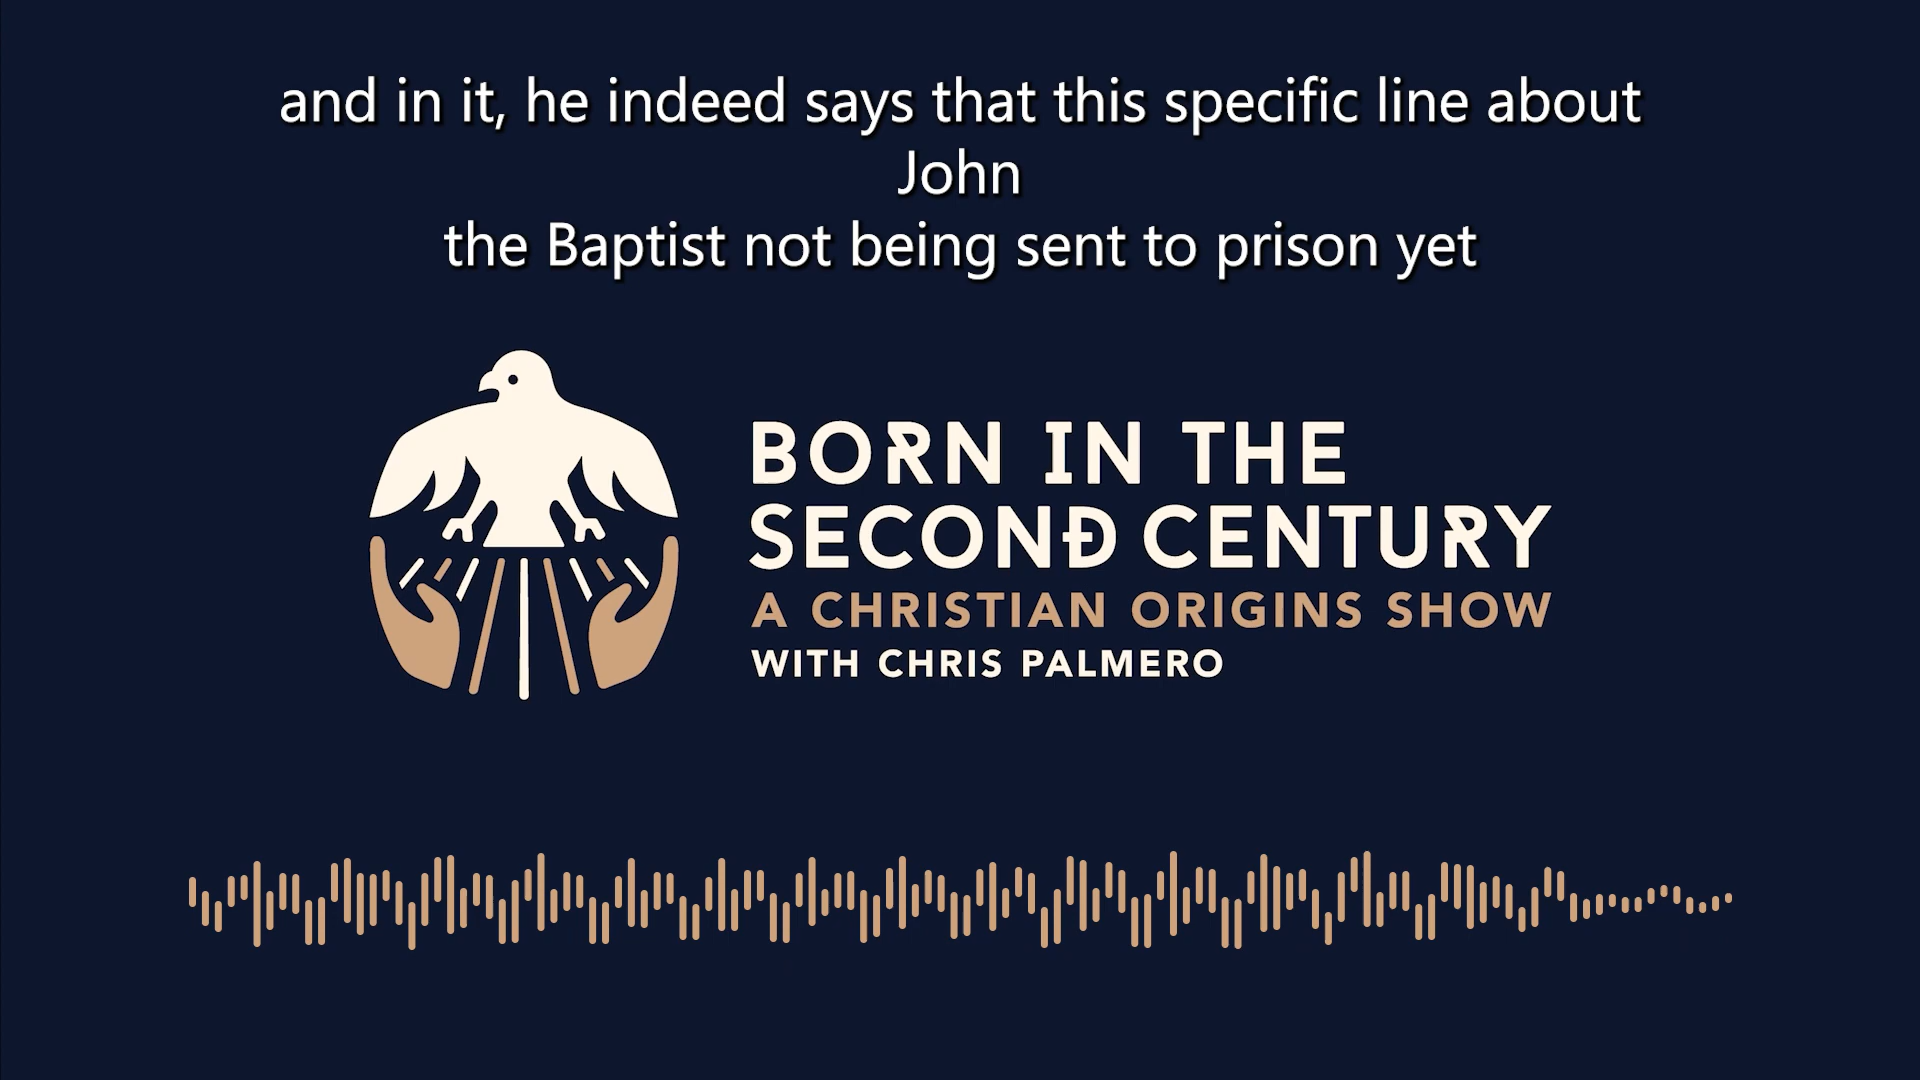 and in it, he indeed says that this specific line about
John
the Baptist not being sent to prison yet
BORN IN THE
SECOND CENTURY
A CHRISTIAN ORIGINS SHOW
WITH CHRIS PALMERO